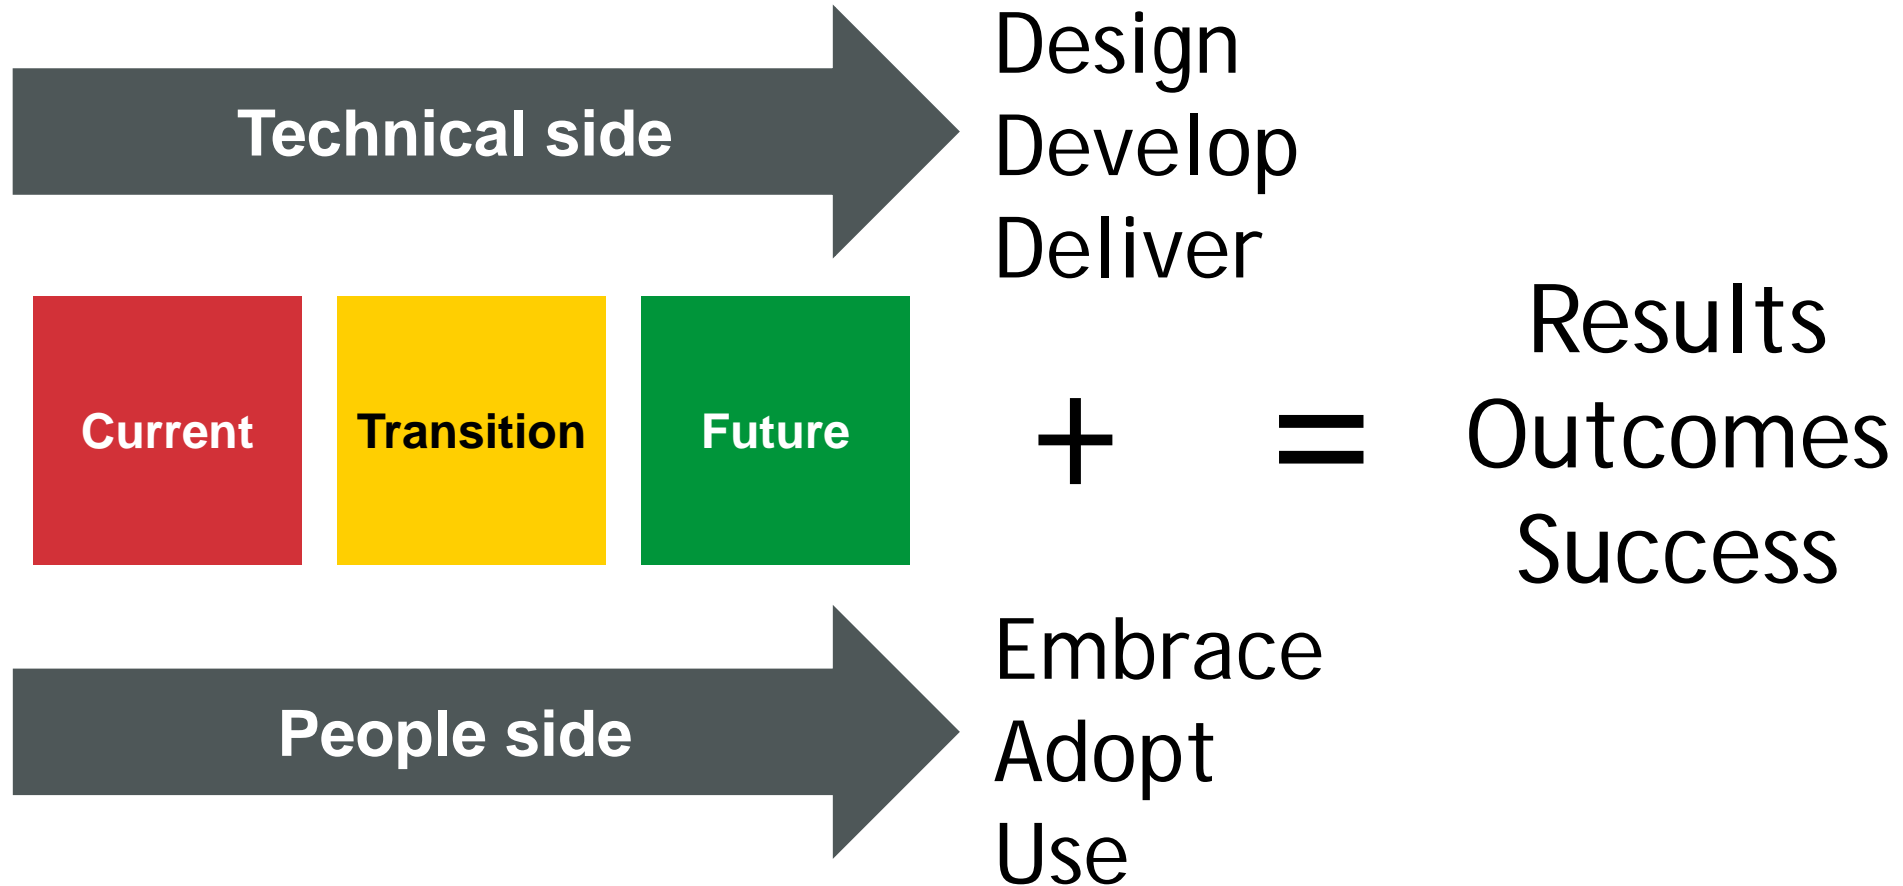 Technical side
Design
Develop
Deliver
Current
Transition
Future
+
=
Results
Outcomes
Success
People side
Embrace
Adopt
Use